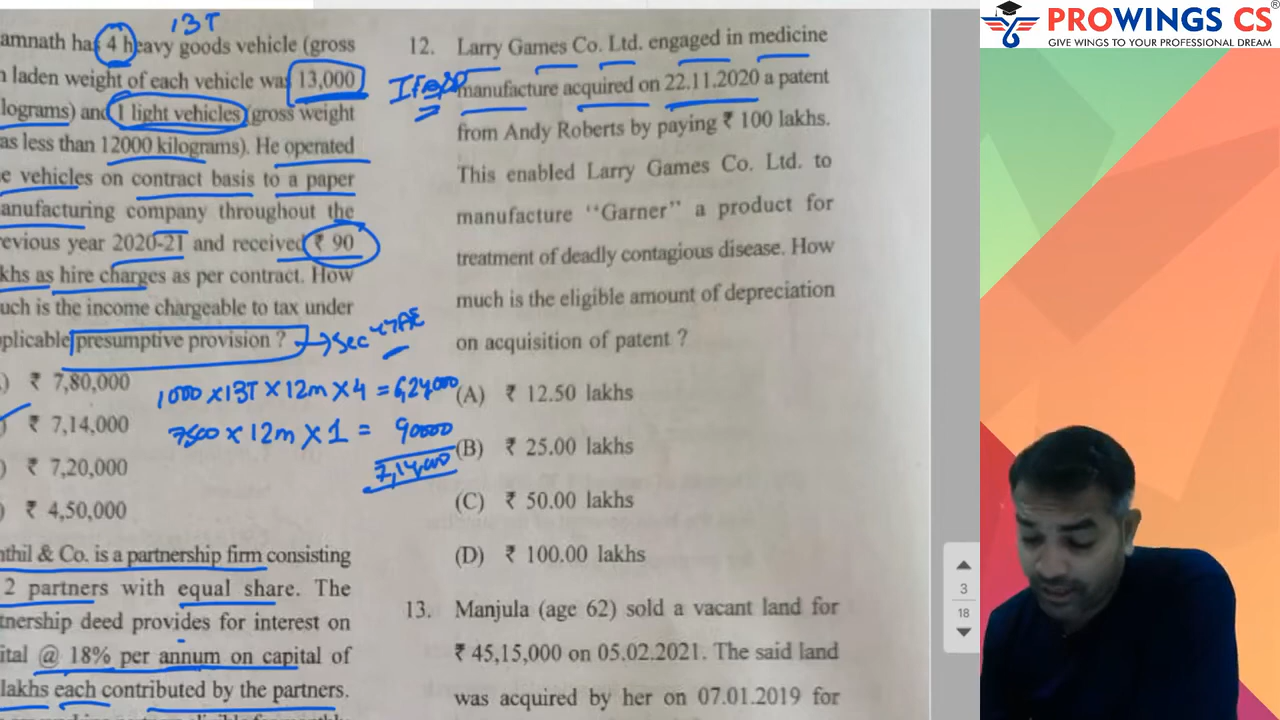 13T
amnath has 4 heavy goods vehicle (gross
laden weight of each vehicle was 13,000
lograms) and 1 light vehicles (gross weight
as less than 12000 kilograms). He operated
e vehicles on contract basis to a paper
anufacturing company throughout the
revious year 2020-21 and received ₹ 90
khs as hire charges as per contract. How
uch is the income chargeable to tax under
plicable presumptive provision ? → Sec 44AE
) ₹ 7,80,000
1000 × 13T × 12m × 4 = 6,24,000
) ₹ 7,14,000
7500 × 12m × 1 = 90000
7,14,000
) ₹ 7,20,000
) ₹ 4,50,000
nthil & Co. is a partnership firm consisting
2 partners with equal share. The
tnership deed provides for interest on
ital @ 18% per annum on capital of
lakhs each contributed by the partners.
12. Larry Games Co. Ltd. engaged in medicine
manufacture acquired on 22.11.2020 a patent
from Andy Roberts by paying ₹ 100 lakhs.
This enabled Larry Games Co. Ltd. to
manufacture ‘‘Garner’’ a product for
treatment of deadly contagious disease. How
much is the eligible amount of depreciation
on acquisition of patent ?
(A) ₹ 12.50 lakhs
(B) ₹ 25.00 lakhs
(C) ₹ 50.00 lakhs
(D) ₹ 100.00 lakhs
13. Manjula (age 62) sold a vacant land for
₹ 45,15,000 on 05.02.2021. The said land
was acquired by her on 07.01.2019 for
PROWINGS CS
GIVE WINGS TO YOUR PROFESSIONAL DREAM
3
18